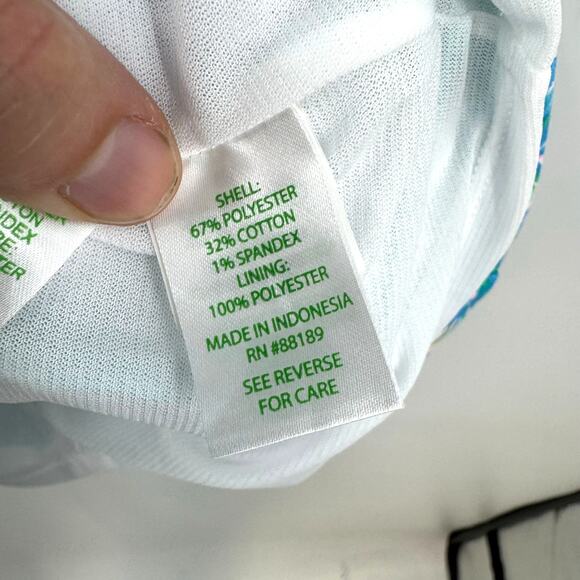 SHELL:
67% POLYESTER
32% COTTON
1% SPANDEX
LINING:
100% POLYESTER
MADE IN INDONESIA
RN #88189
SEE REVERSE
FOR CARE